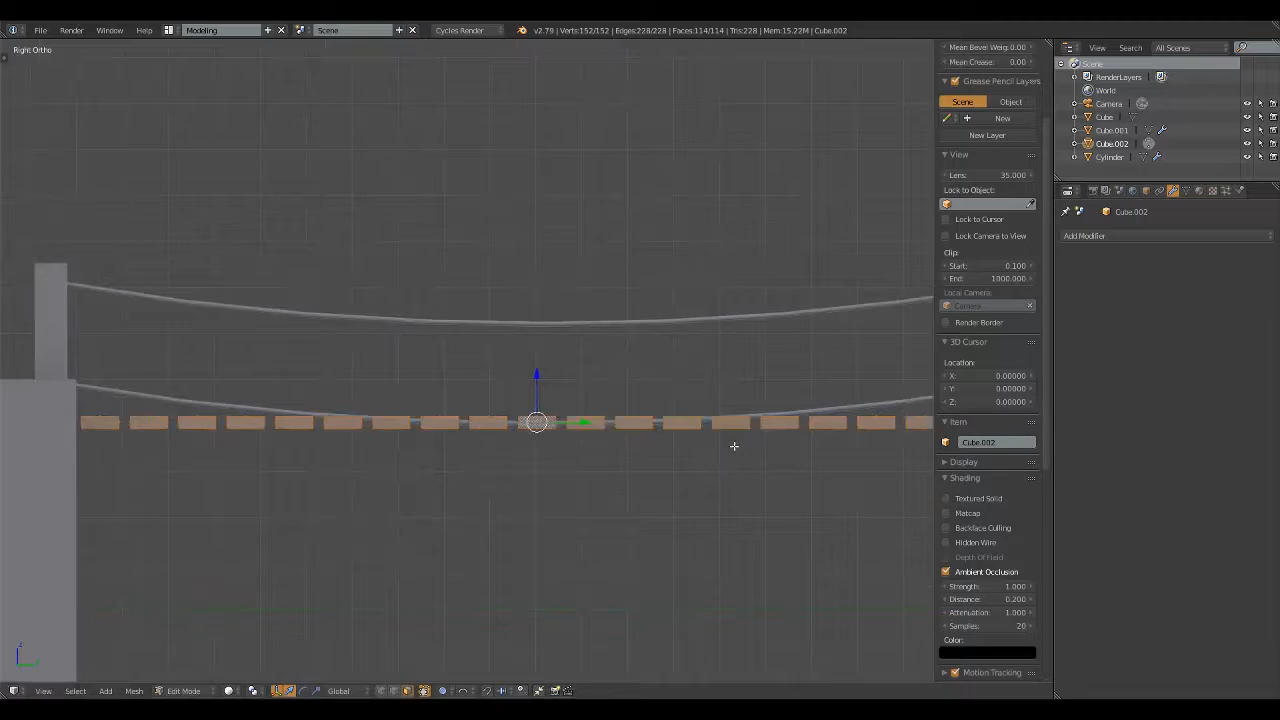 File Render Window Help Modeling Scene Cycles Render v2.79 | Verts:152/152 | Edges:228/228 | Faces:114/114 | Tris:228 | Mem:15.22M | Cube.002
Right Ortho
Mean Bevel Weig: 0.00
Mean Crease: 0.00
Grease Pencil Layers
Scene Object
New
New Layer
View
Lens: 35.000
Lock to Object:
Lock to Cursor
Lock Camera to View
Clip:
Start: 0.100
End: 1000.000
Local Camera:
Camera
Render Border
3D Cursor
Location:
X: 0.00000
Y: 0.00000
Z: 0.00000
Item
Cube.002
Display
Shading
Textured Solid
Matcap
Backface Culling
Hidden Wire
Depth Of Field
Ambient Occlusion
Strength: 1.000
Distance: 0.200
Attenuation: 1.000
Samples: 20
Color:
Motion Tracking
View Search All Scenes
Scene
RenderLayers
World
Camera
Cube
Cube.001
Cube.002
Cylinder
Cube.002
Add Modifier
View Select Add Mesh Edit Mode Global